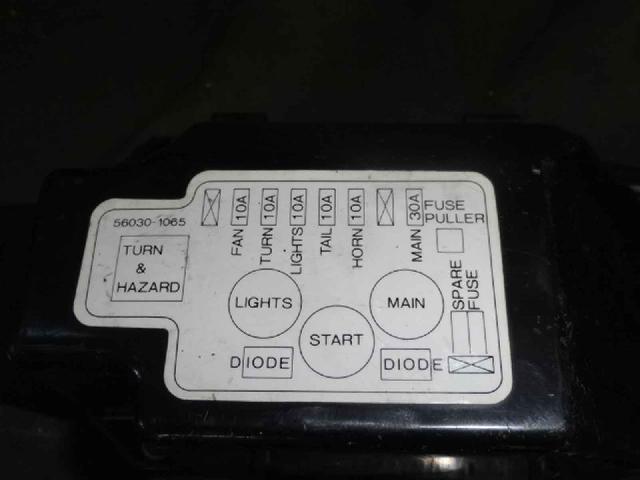 56030-1065
TURN
&
HAZARD
FAN 10A
TURN 10A
LIGHTS 10A
TAIL 10A
HORN 10A
MAIN 30A
FUSE
PULLER
SPARE
FUSE
LIGHTS
START
MAIN
DIODE
DIODE